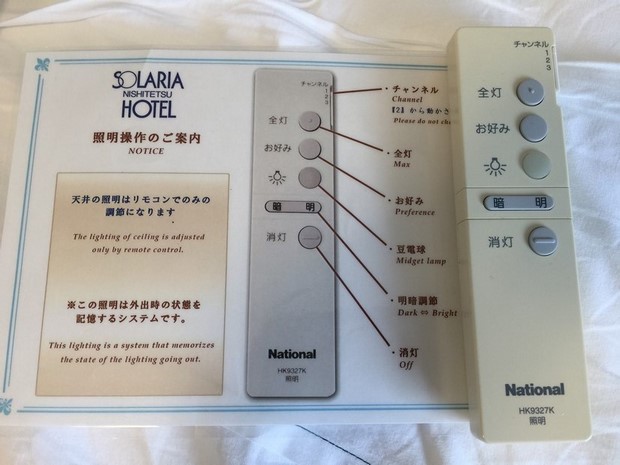 SOLARIA
NISHITETSU
HOTEL
照明操作のご案内
NOTICE
天井の照明はリモコンでのみの
調節になります
The lighting of ceiling is adjusted
only by remote control.
※この照明は外出時の状態を
記憶するシステムです。
This lighting is a system that memorizes
the state of the lighting going out.
チャンネル
1
2
3
全灯
お好み
暗 明
消灯
National
HK9327K
照明
・チャンネル
Channel
『2』から動かさ
Please do not
・全灯
Max
・お好み
Preference
・豆電球
Midget lamp
・明暗調節
Dark ⇔ Bright
・消灯
Off
チャンネル
1
2
3
全灯
お好み
暗 明
消灯
National
HK9327K
照明